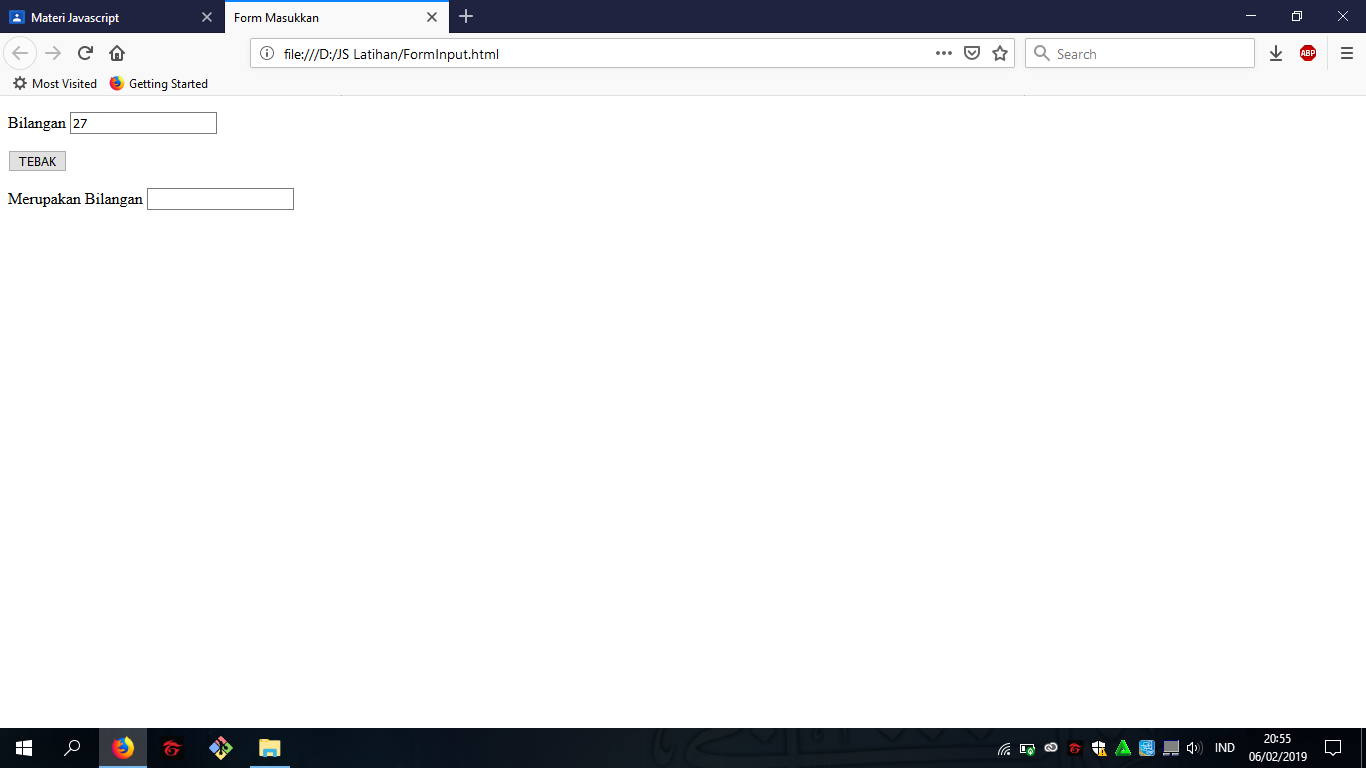 Materi Javascript
Form Masukkan
file:///D:/JS Latihan/FormInput.html
Search
ABP
Most Visited
Getting Started
Bilangan 27
TEBAK
Merupakan Bilangan
IND
20:55
06/02/2019